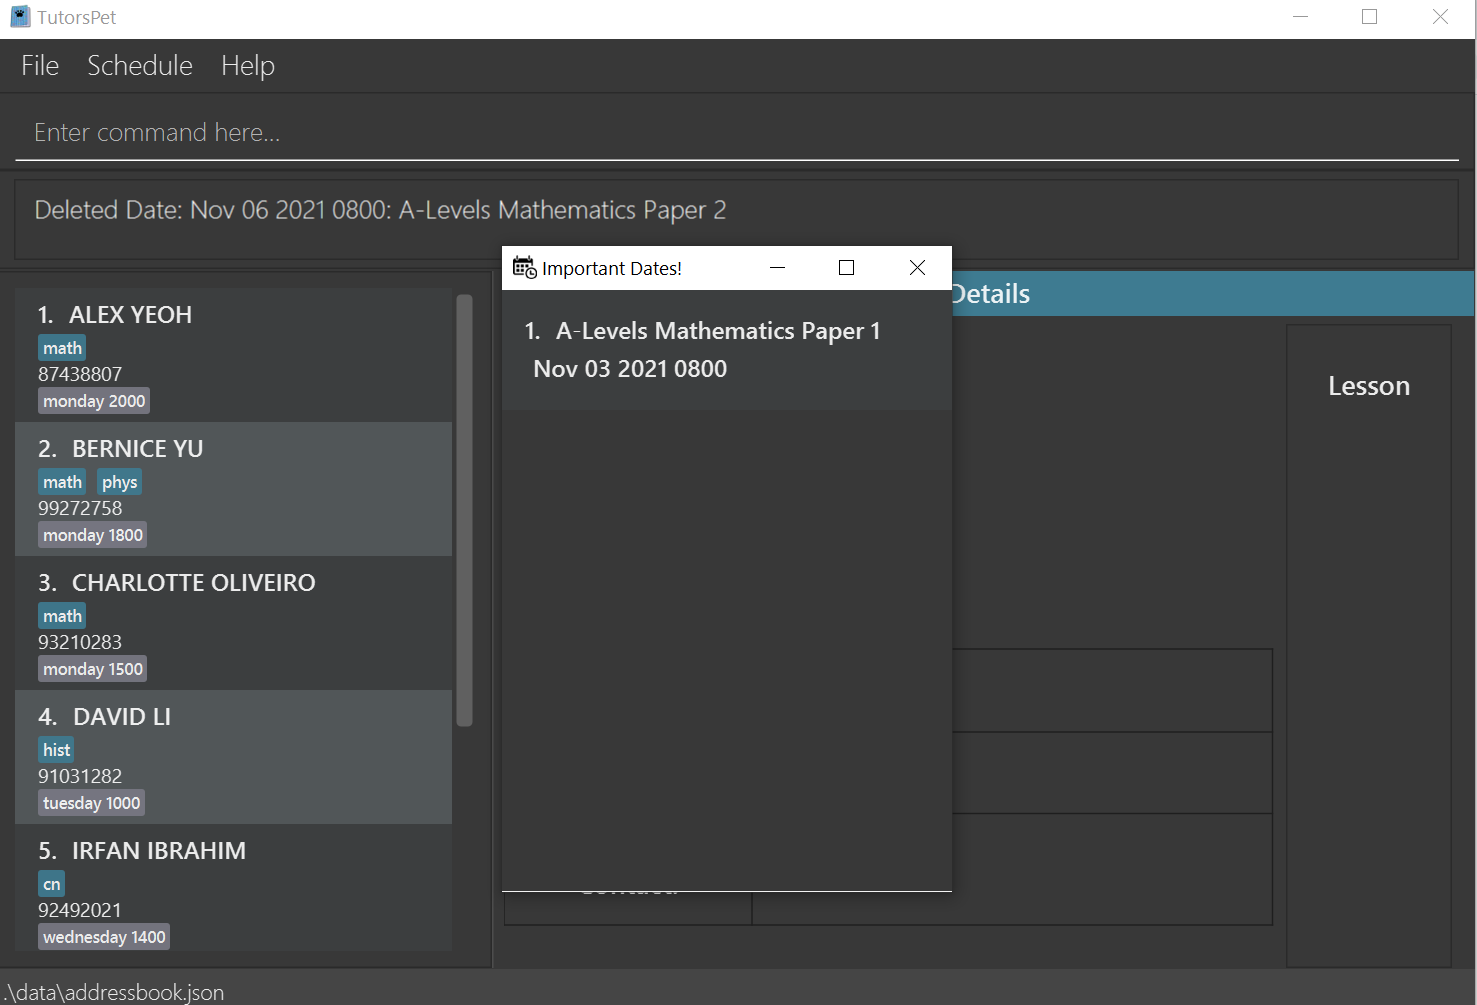 TutorsPet
File Schedule Help
Enter command here...
Deleted Date: Nov 06 2021 0800: A-Levels Mathematics Paper 2
1. ALEX YEOH
math
87438807
monday 2000
2. BERNICE YU
math phys
99272758
monday 1800
3. CHARLOTTE OLIVEIRO
math
93210283
monday 1500
4. DAVID LI
hist
91031282
tuesday 1000
5. IRFAN IBRAHIM
cn
92492021
wednesday 1400
Important Dates!
1. A-Levels Mathematics Paper 1
Nov 03 2021 0800
Details
Lesson
.\data\addressbook.json